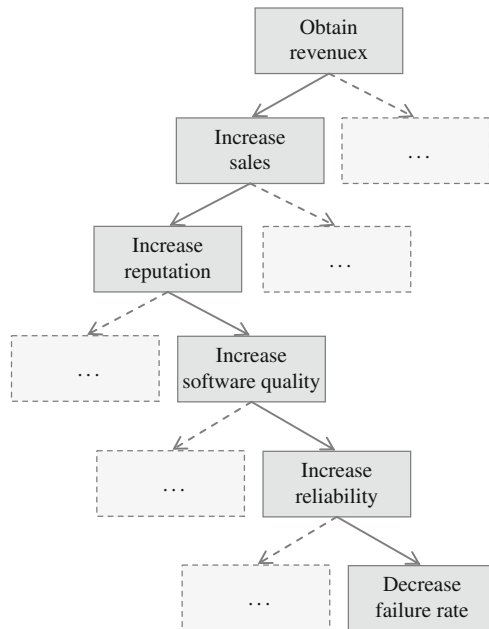 Obtain
revenuex
Increase
sales
...
Increase
reputation
...
...
Increase
software quality
...
Increase
reliability
...
Decrease
failure rate